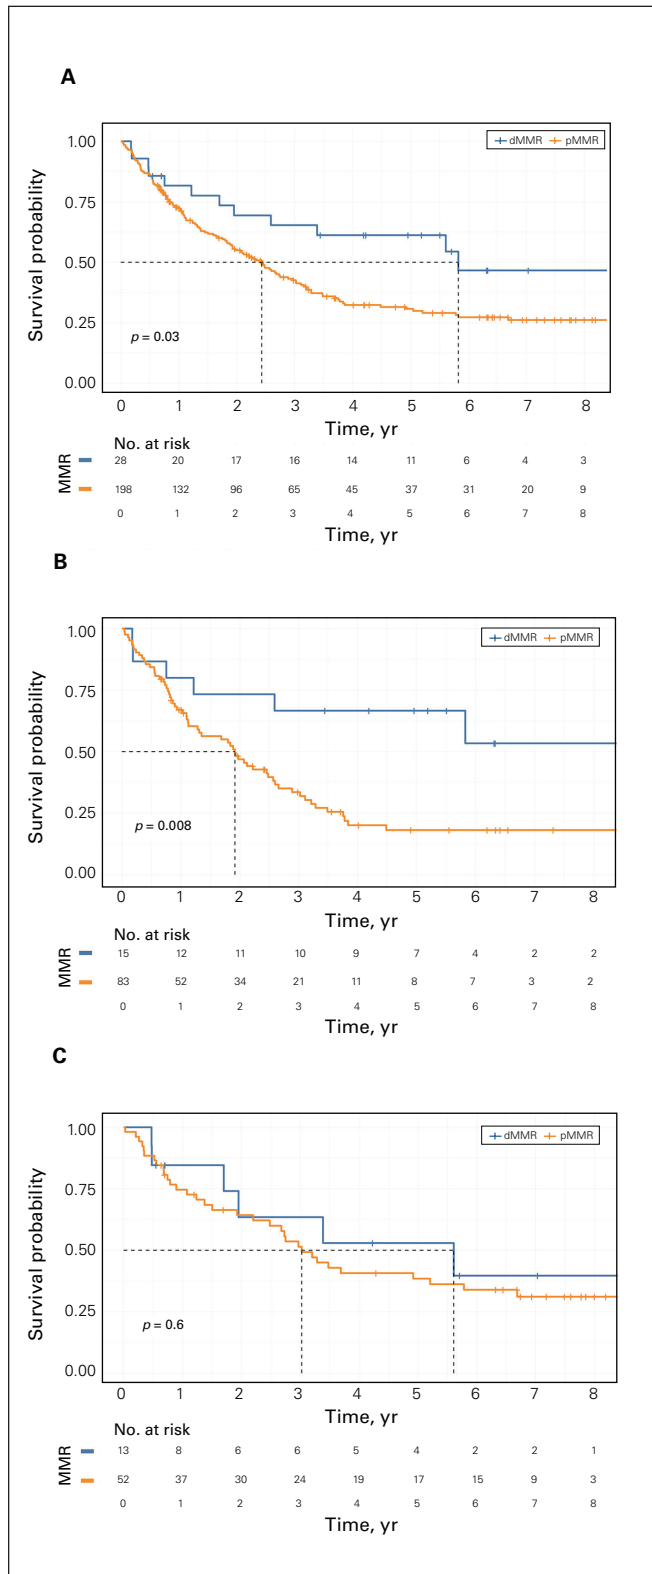 A
1.00
dMMR pMMR
0.75
0.50
0.25
p = 0.03
0.00
Survival probability
0 1 2 3 4 5 6 7 8
Time, yr
No. at risk
MMR
28 20 17 16 14 11 6 4 3
198 132 96 65 45 37 31 20 9
0 1 2 3 4 5 6 7 8
Time, yr
B
1.00
dMMR pMMR
0.75
0.50
0.25
p = 0.008
0.00
Survival probability
0 1 2 3 4 5 6 7 8
Time, yr
No. at risk
MMR
15 12 11 10 9 7 4 2 2
83 52 34 21 11 8 7 3 2
0 1 2 3 4 5 6 7 8
Time, yr
C
1.00
dMMR pMMR
0.75
0.50
0.25
p = 0.6
0.00
Survival probability
0 1 2 3 4 5 6 7 8
Time, yr
No. at risk
MMR
13 8 6 6 5 4 2 2 1
52 37 30 24 19 17 15 9 3
0 1 2 3 4 5 6 7 8
Time, yr